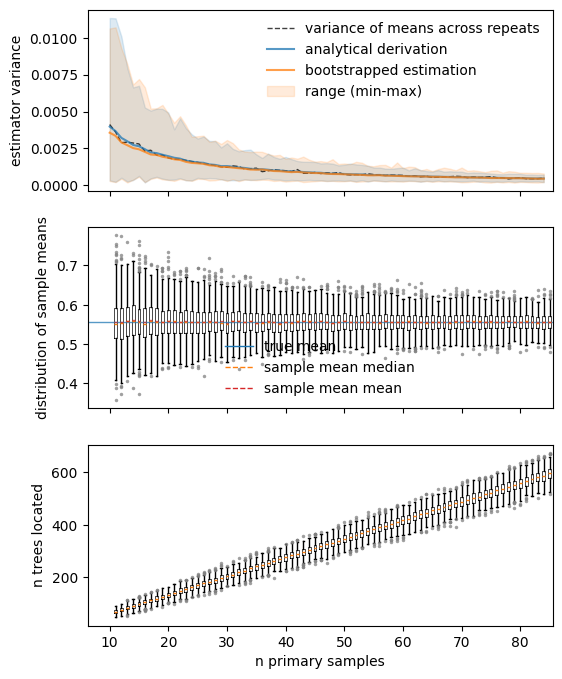 estimator variance
0.0100
0.0075
0.0050
0.0025
0.0000
variance of means across repeats
analytical derivation
bootstrapped estimation
range (min-max)
distribution of sample means
0.7
0.6
0.5
0.4
true mean
sample mean median
sample mean mean
n trees located
600
400
200
10 20 30 40 50 60 70 80
n primary samples